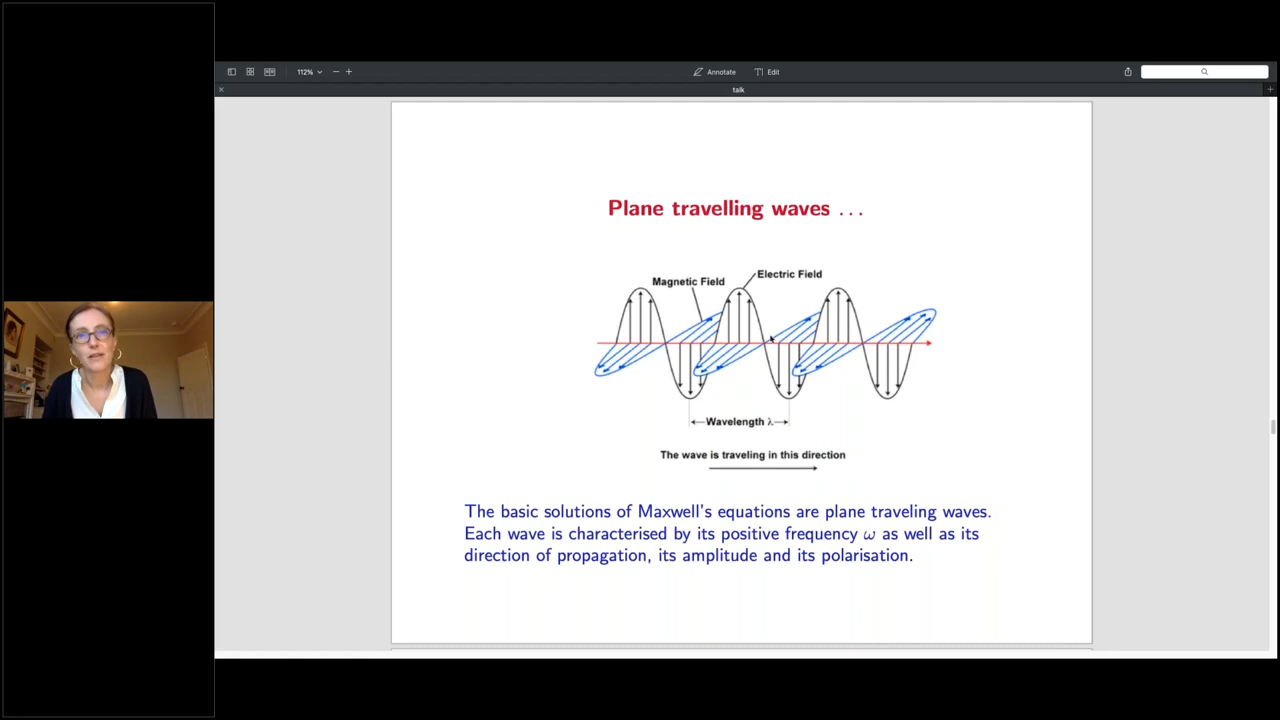 112%
Annotate
Edit
talk
Plane travelling waves . . .
Magnetic Field
Electric Field
Wavelength λ
The wave is traveling in this direction
The basic solutions of Maxwell's equations are plane traveling waves.
Each wave is characterised by its positive frequency ω as well as its
direction of propagation, its amplitude and its polarisation.